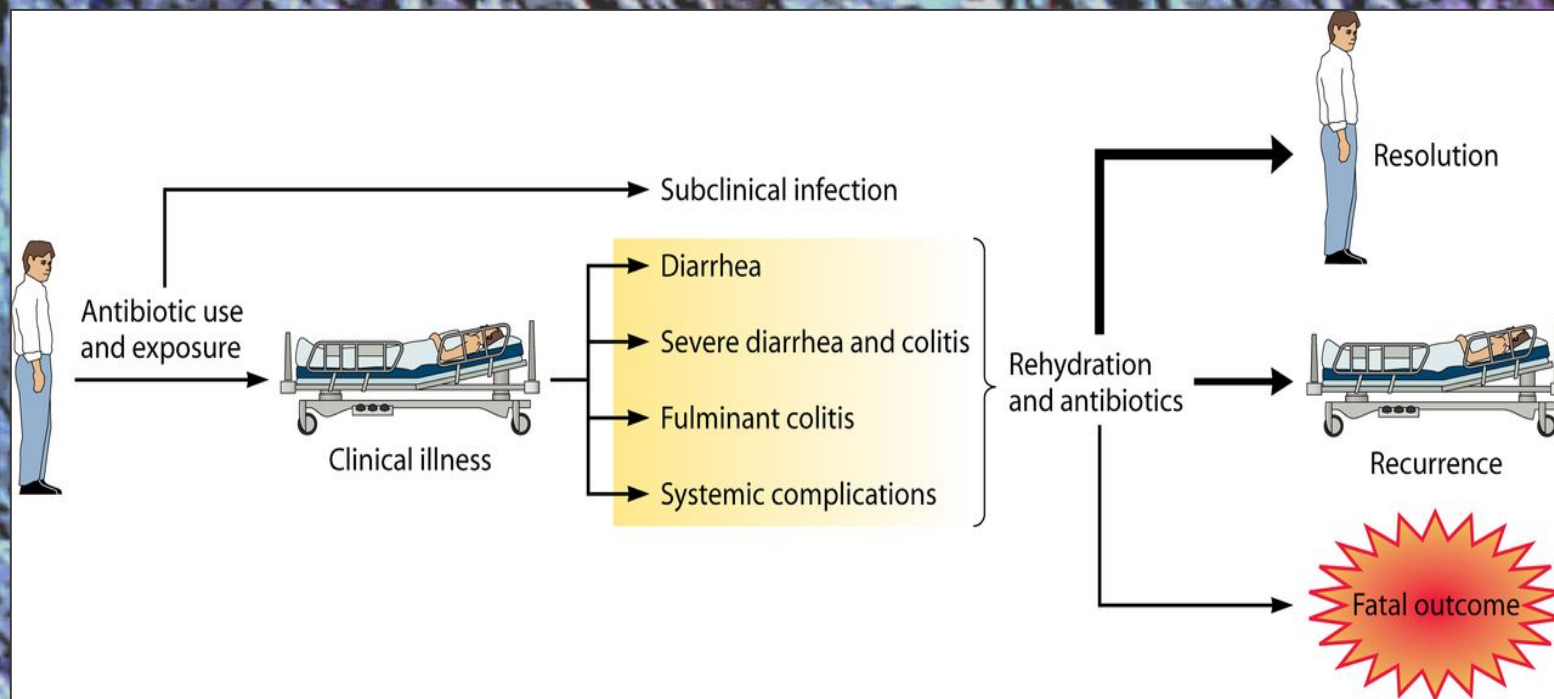 Antibiotic use
and exposure
Clinical illness
Subclinical infection
Diarrhea
Severe diarrhea and colitis
Fulminant colitis
Systemic complications
Rehydration
and antibiotics
Resolution
Recurrence
Fatal outcome